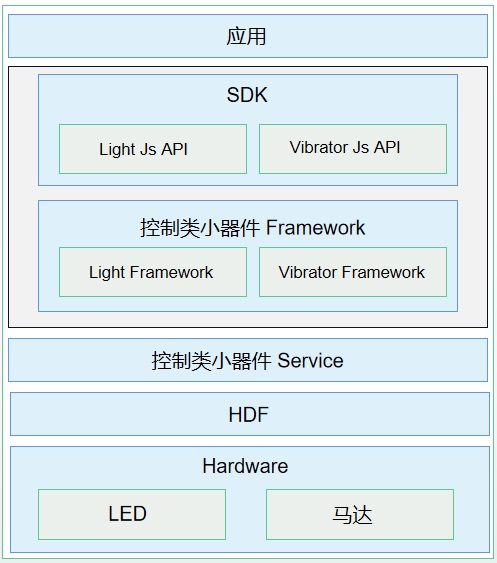 应用
SDK
Light Js API
Vibrator Js API
控制类小器件 Framework
Light Framework
Vibrator Framework
控制类小器件 Service
HDF
Hardware
LED
马达